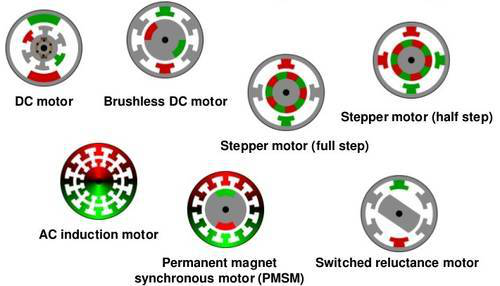 DC motor
Brushless DC motor
Stepper motor (full step)
Stepper motor (half step)
AC induction motor
Permanent magnet
synchronous motor (PMSM)
Switched reluctance motor